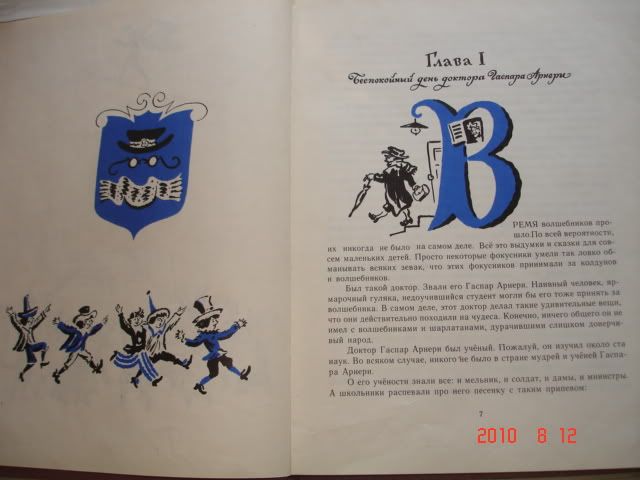 Глава I
Беспокойный день доктора Гаспара Арнери
ВРЕМЯ волшебников про-
шло. По всей вероятности,
их никогда не было на самом деле. Всё это выдумки и сказки для сов-
сем маленьких детей. Просто некоторые фокусники умели так ловко об-
манывать всяких зевак, что этих фокусников принимали за колдунов
и волшебников.
Был такой доктор. Звали его Гаспар Арнери. Наивный человек, яр-
марочный гуляка, недоучившийся студент могли бы его тоже принять за
волшебника. В самом деле, этот доктор делал такие удивительные вещи,
что они действительно походили на чудеса. Конечно, ничего общего он не
имел с волшебниками и шарлатанами, дурачившими слишком доверчи-
вый народ.
Доктор Гаспар Арнери был учёный. Пожалуй, он изучил около ста
наук. Во всяком случае, никого не было в стране мудрей и учёней Гаспа-
ра Арнери.
О его учёности знали все: и мельник, и солдат, и дамы, и министры.
А школьники распевали про него песенку с таким припевом:
7
2010 8 12